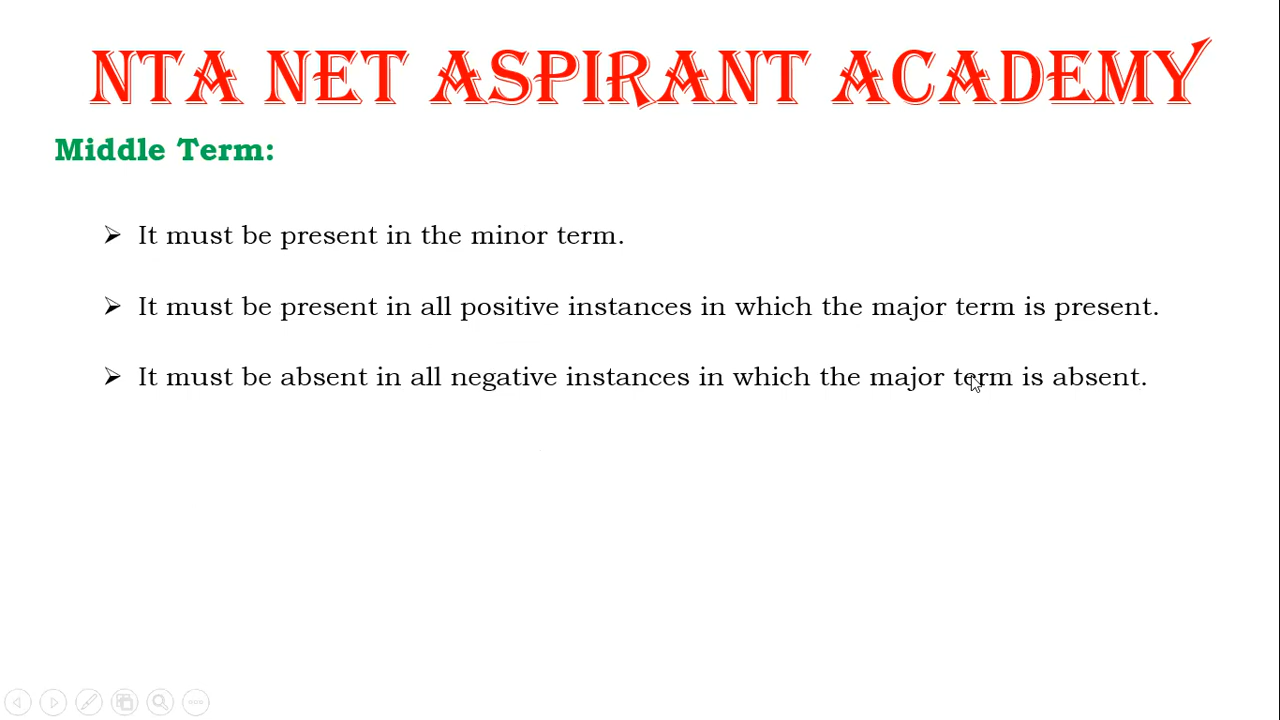 NTA NET ASPIRANT ACADEMY
Middle Term:
➢ It must be present in the minor term.
➢ It must be present in all positive instances in which the major term is present.
➢ It must be absent in all negative instances in which the major term is absent.